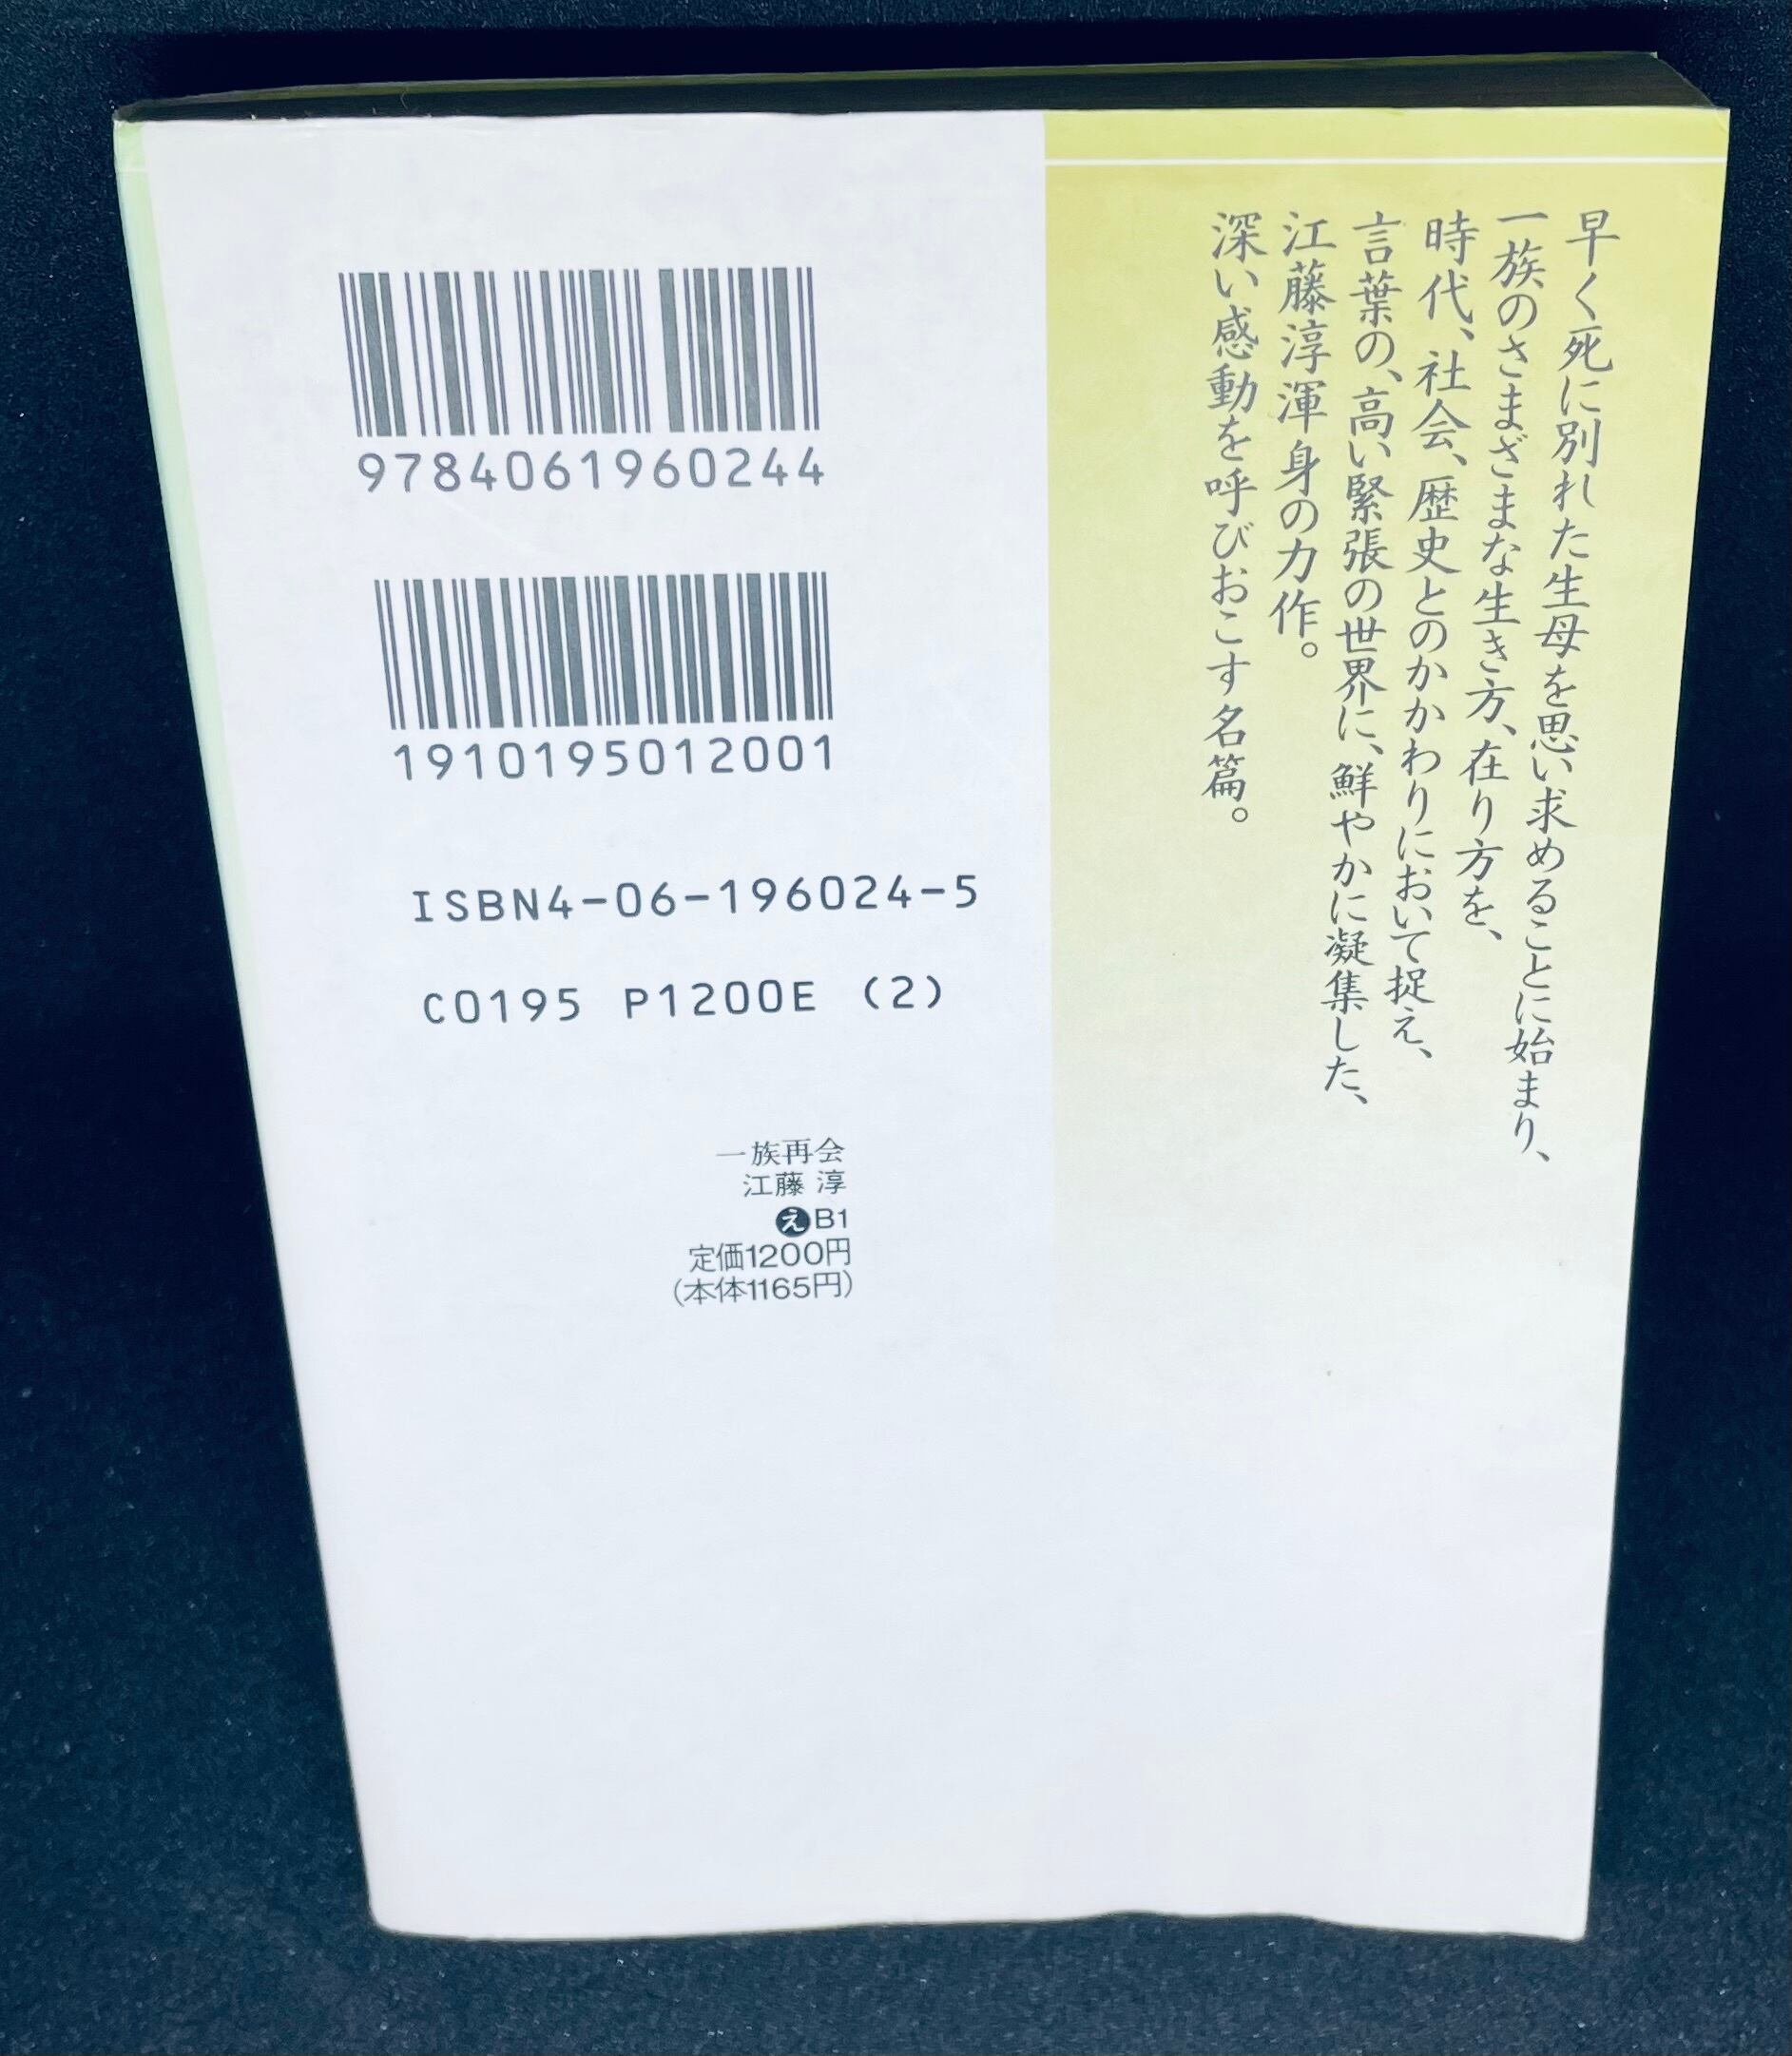 早く死に別れた生母を思い求めることに始まり、
一族のさまざまな生き方、在り方を、
時代、社会、歴史とのかかわりにおいて捉え、
言葉の、高い緊張の世界に、鮮やかに凝集した、
江藤淳渾身の力作。
深い感動を呼びおこす名篇。
9784061960244
1910195012001
ISBN4-06-196024-5
C0195 P1200E (2)
一族再会
江藤 淳
えB1
定価1200円
(本体1165円)